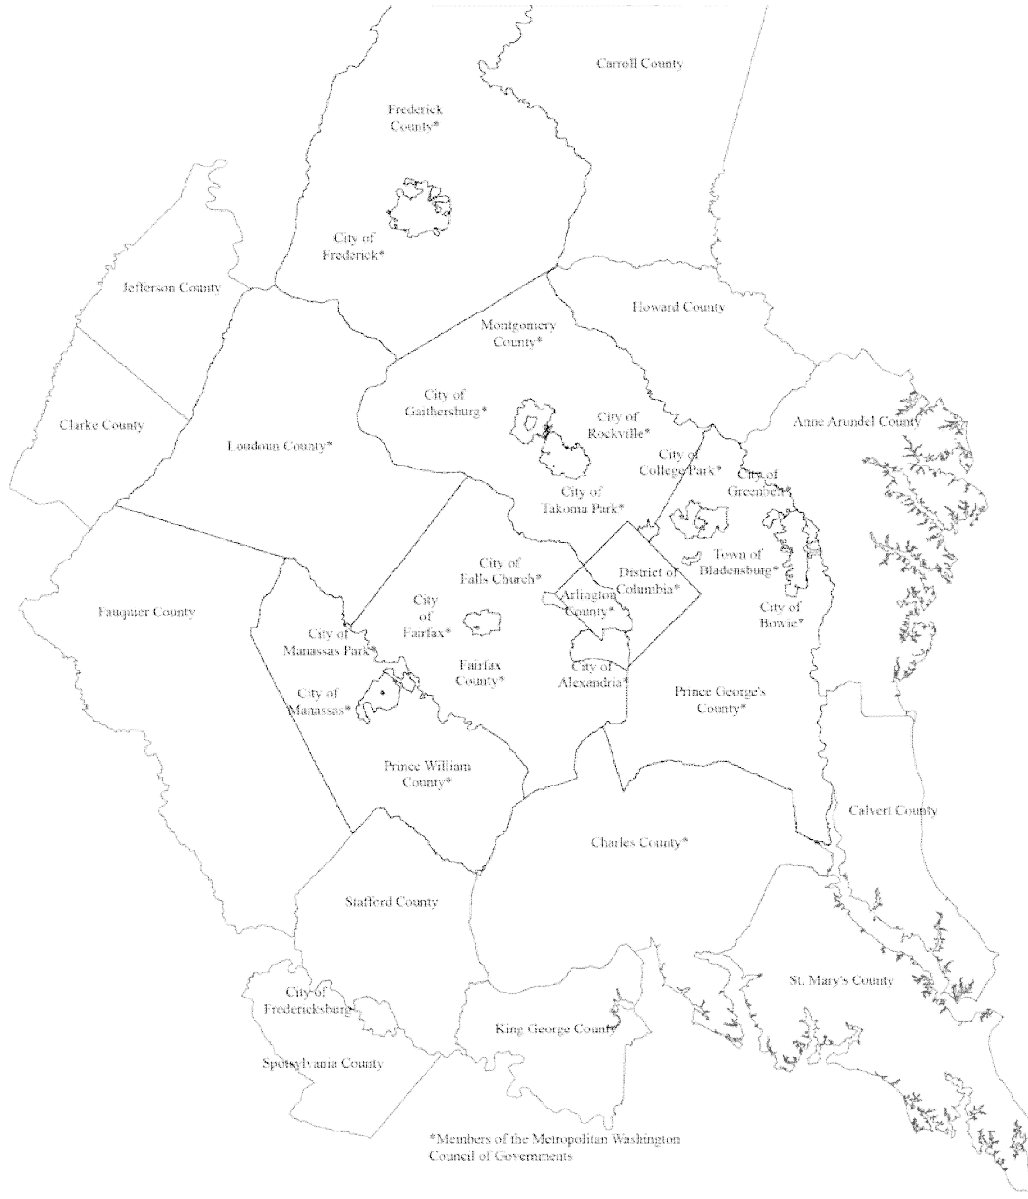 Carroll County
Frederick
County*
City of
Frederick*
Jefferson County
Howard County
Montgomery
County*
City of
Gaithersburg*
City of
Rockville*
Clarke County
Loudoun County*
Anne Arundel County
City of
College Park*
City of
Greenbelt*
City of
Takoma Park*
Town of
Bladensburg*
City of
Falls Church*
District of
Columbia*
Arlington
County*
City of
Bowie*
Fauquier County
City
of
Fairfax*
City of
Manassas Park*
Fairfax
County*
City of
Alexandria*
City of
Manassas*
Prince George's
County*
Prince William
County*
Calvert County
Charles County*
Stafford County
St. Mary's County
City of
Fredericksburg
King George County
Spotsylvania County
*Members of the Metropolitan Washington
Council of Governments